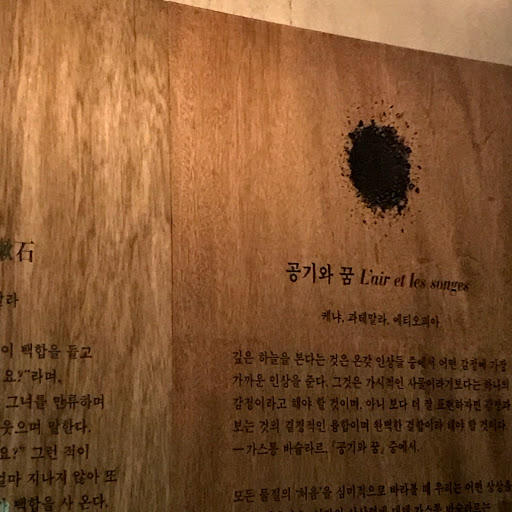 石
공기와 꿈 L'air et les songes
케냐, 과테말라, 에티오피아
깊은 하늘을 본다는 것은 온갖 인상들 중에서 어떤 감정에 가장
가까운 인상을 준다. 그것은 가시적인 사물이라기보다는 하나의
감정이라고 해야 할 것이며, 아니 보다 더 잘 표현하자면 감정과
보는 것의 결정적인 융합이며 완벽한 결합이라 해야 할 것이다.
― 가스통 바슐라르, 『공기와 꿈』 중에서.
모든 물질의 '처음'을 심미적으로 바라볼 때 우리는 어떤 상상을
이 백합을 들고
요?"라며,
그녀를 만류하며
웃으며 말한다.
요?" 그런 적이
얼마 지나지 않아 또
백합을 사 온다.